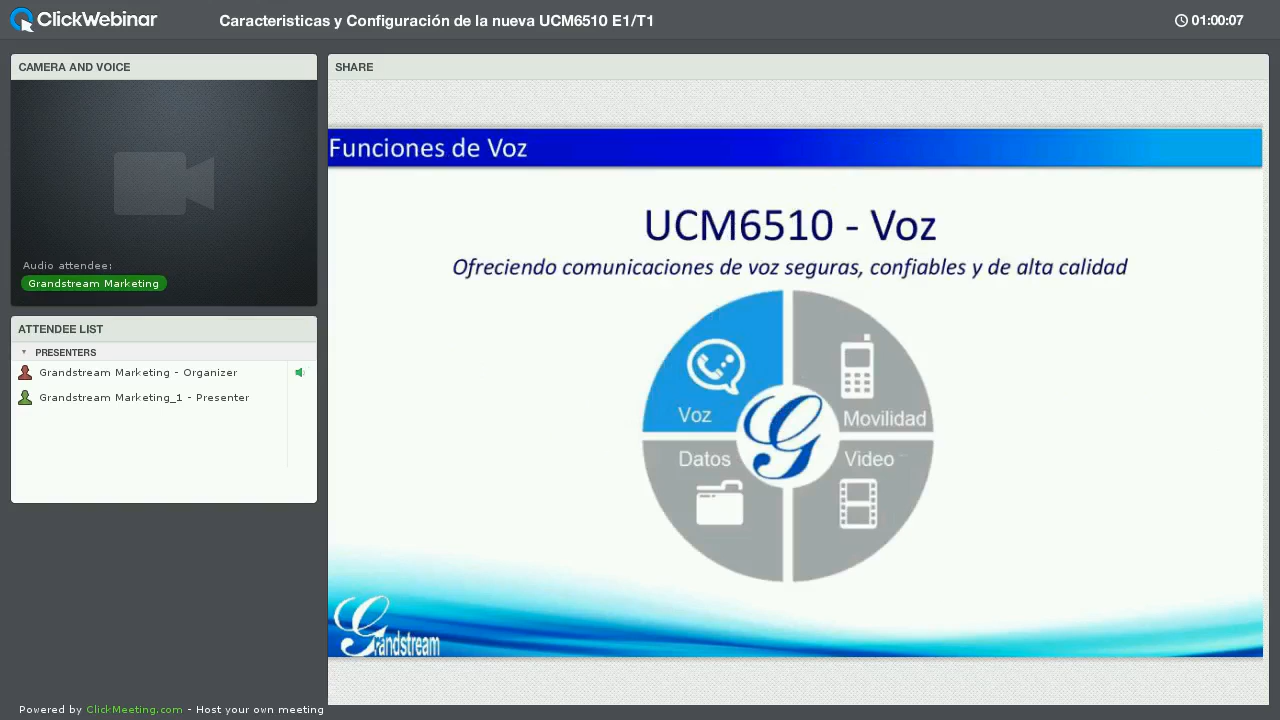 ClickWebinar
Caracteristicas y Configuración de la nueva UCM6510 E1/T1
01:00:07
CAMERA AND VOICE
Audio attendee:
Grandstream Marketing
ATTENDEE LIST
PRESENTERS
Grandstream Marketing - Organizer
Grandstream Marketing_1 - Presenter
SHARE
Funciones de Voz
UCM6510 - Voz
Ofreciendo comunicaciones de voz seguras, confiables y de alta calidad
Voz
Movilidad
Datos
Video
G
Grandstream
Powered by ClickMeeting.com - Host your own meeting